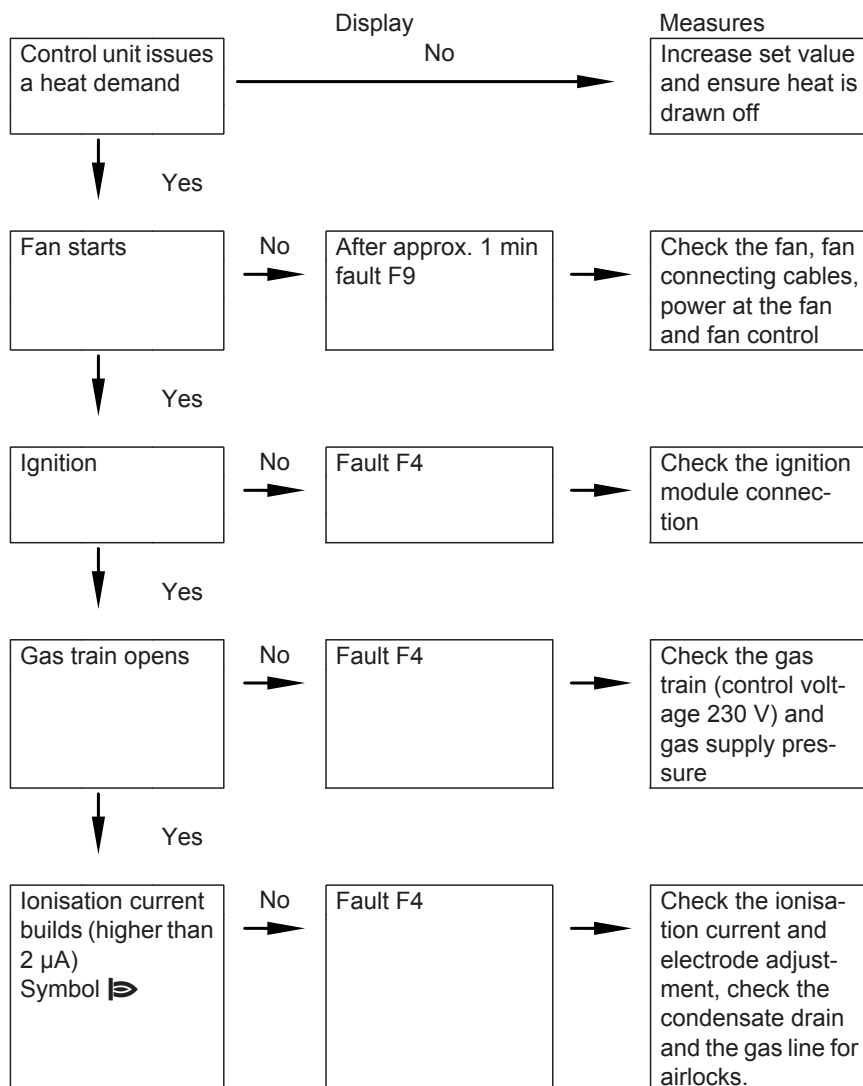 Display
Measures
Control unit issues
a heat demand
No
Increase set value
and ensure heat is
drawn off
Yes
Fan starts
No
After approx. 1 min
fault F9
Check the fan, fan
connecting cables,
power at the fan
and fan control
Yes
Ignition
No
Fault F4
Check the ignition
module connec-
tion
Yes
Gas train opens
No
Fault F4
Check the gas
train (control volt-
age 230 V) and
gas supply pres-
sure
Yes
Ionisation current
builds (higher than
2 µA)
Symbol
No
Fault F4
Check the ionisa-
tion current and
electrode adjust-
ment, check the
condensate drain
and the gas line for
airlocks.